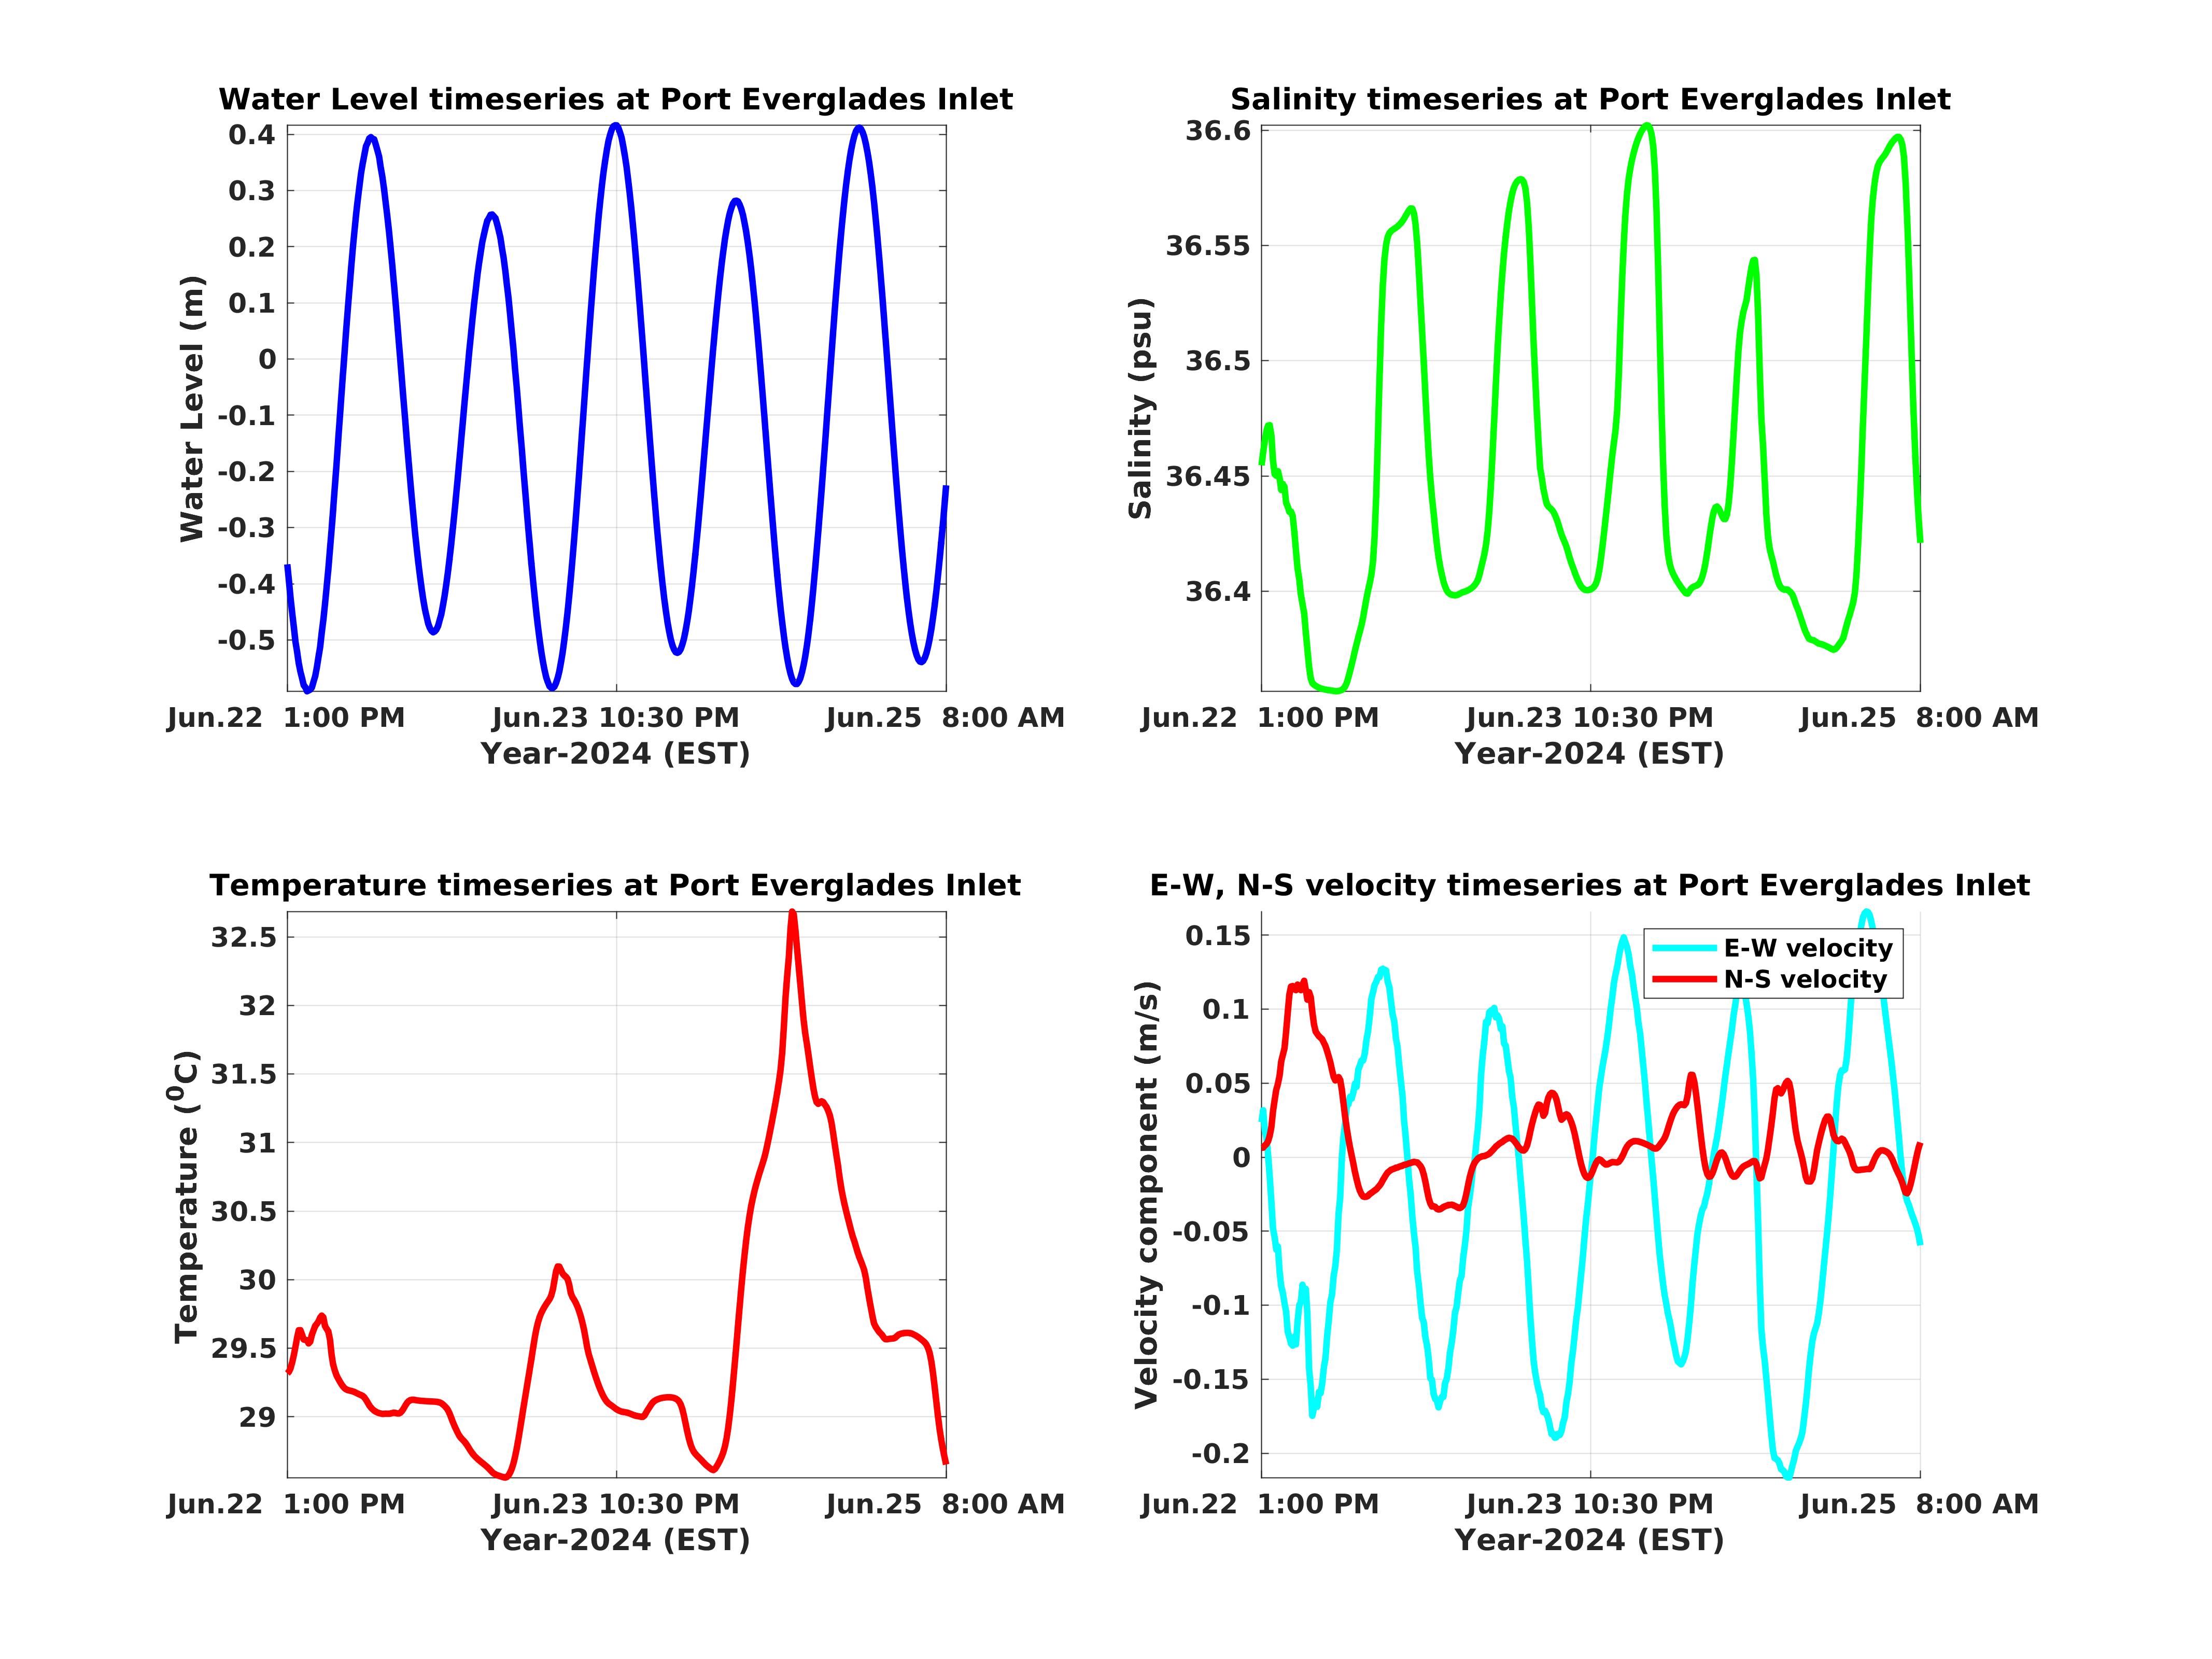 Water Level timeseries at Port Everglades Inlet
Water Level (m)
0.4
0.3
0.2
0.1
0
-0.1
-0.2
-0.3
-0.4
-0.5
Jun.22 1:00 PM Jun.23 10:30 PM Jun.25 8:00 AM
Year-2024 (EST)
Salinity timeseries at Port Everglades Inlet
Salinity (psu)
36.6
36.55
36.5
36.45
36.4
Jun.22 1:00 PM Jun.23 10:30 PM Jun.25 8:00 AM
Year-2024 (EST)
Temperature timeseries at Port Everglades Inlet
Temperature (⁰C)
32.5
32
31.5
31
30.5
30
29.5
29
Jun.22 1:00 PM Jun.23 10:30 PM Jun.25 8:00 AM
Year-2024 (EST)
E-W, N-S velocity timeseries at Port Everglades Inlet
Velocity component (m/s)
0.15
0.1
0.05
0
-0.05
-0.1
-0.15
-0.2
E-W velocity
N-S velocity
Jun.22 1:00 PM Jun.23 10:30 PM Jun.25 8:00 AM
Year-2024 (EST)